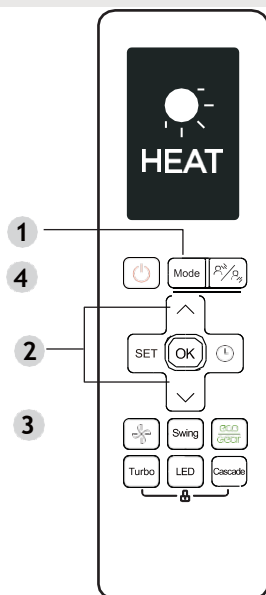 HEAT
1
4
Mode
2
SET OK
3
Swing eco GEAR
Turbo LED Cascade